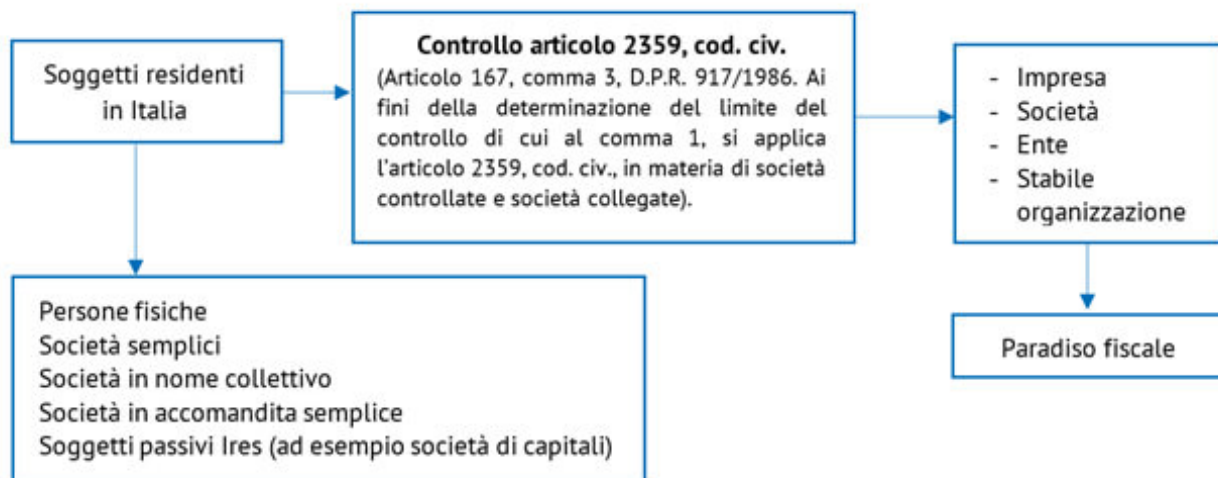 Soggetti residenti
in Italia
Controllo articolo 2359, cod. civ.
(Articolo 167, comma 3, D.P.R. 917/1986. Ai
fini della determinazione del limite del
controllo di cui al comma 1, si applica
l'articolo 2359, cod. civ., in materia di società
controllate e società collegate).
- Impresa
- Società
- Ente
- Stabile
organizzazione
Persone fisiche
Società semplici
Società in nome collettivo
Società in accomandita semplice
Soggetti passivi Ires (ad esempio società di capitali)
Paradiso fiscale